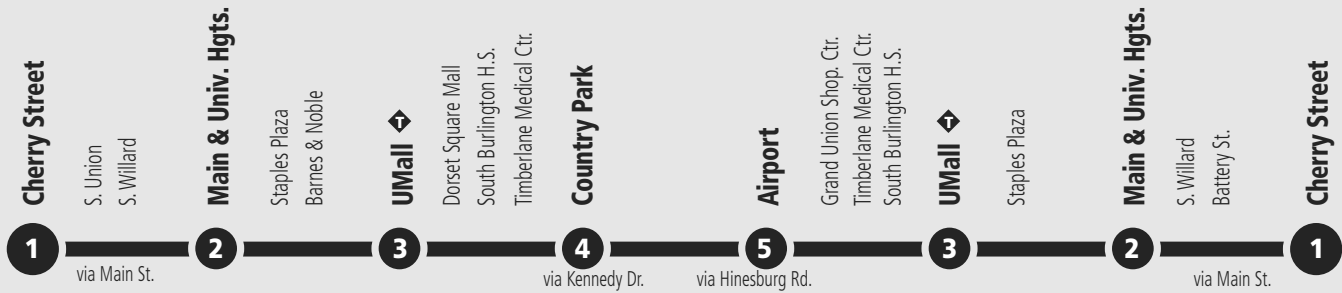 Cherry Street
S. Union
S. Willard
Main & Univ. Hgts.
Staples Plaza
Barnes & Noble
UMall T
Dorset Square Mall
South Burlington H.S.
Timberlane Medical Ctr.
Country Park
Airport
Grand Union Shop. Ctr.
Timberlane Medical Ctr.
South Burlington H.S.
UMall T
Staples Plaza
Main & Univ. Hgts.
S. Willard
Battery St.
Cherry Street
1
2
3
4
5
3
2
1
via Main St.
via Kennedy Dr.
via Hinesburg Rd.
via Main St.